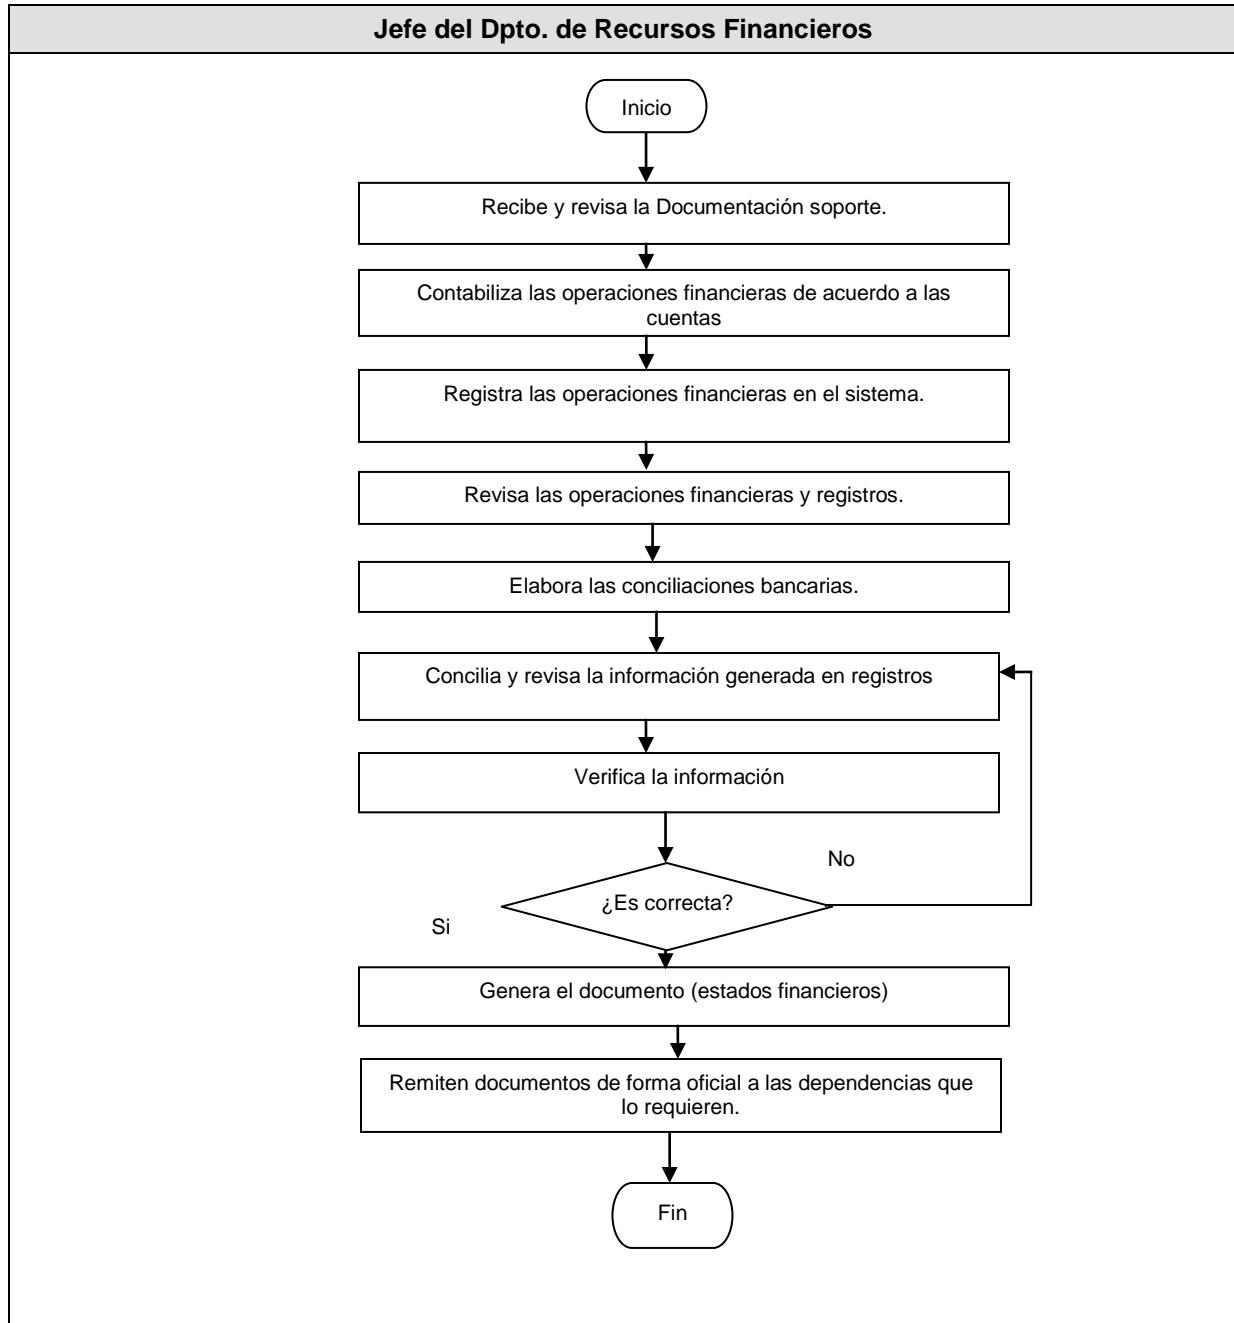 Jefe del Dpto. de Recursos Financieros
Inicio
Recibe y revisa la Documentación soporte.
Contabiliza las operaciones financieras de acuerdo a las
cuentas
Registra las operaciones financieras en el sistema.
Revisa las operaciones financieras y registros.
Elabora las conciliaciones bancarias.
Concilia y revisa la información generada en registros
Verifica la información
No
¿Es correcta?
Si
Genera el documento (estados financieros)
Remiten documentos de forma oficial a las dependencias que
lo requieren.
Fin